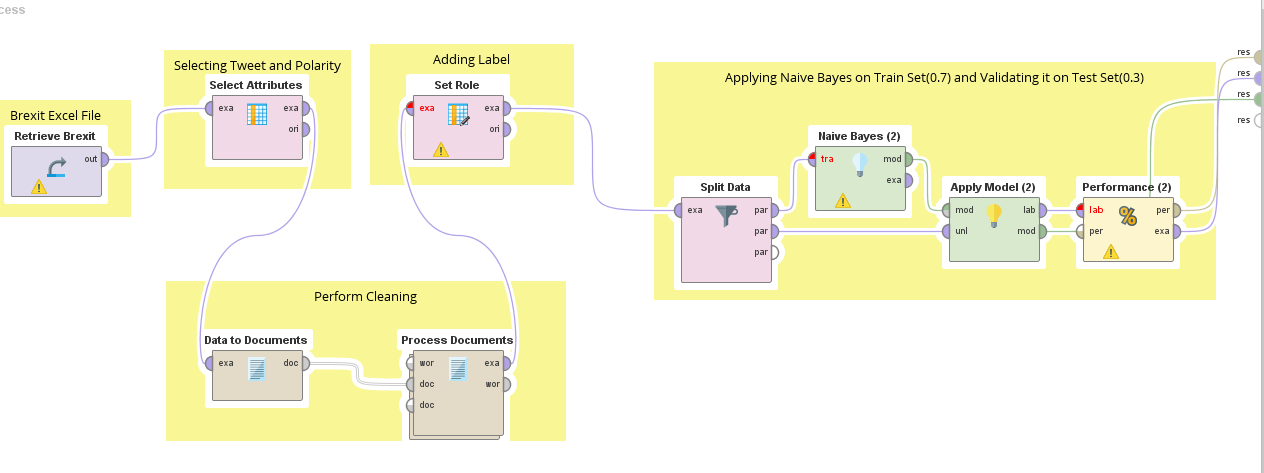 cess
Brexit Excel File
Retrieve Brexit
out
Selecting Tweet and Polarity
Select Attributes
exa
exa
ori
Adding Label
Set Role
exa
exa
ori
Perform Cleaning
Data to Documents
exa
doc
Process Documents
wor
exa
doc
wor
doc
Applying Naive Bayes on Train Set(0.7) and Validating it on Test Set(0.3)
Split Data
exa
par
par
par
Naive Bayes (2)
tra
mod
exa
Apply Model (2)
mod
lab
unl
mod
Performance (2)
%
lab
per
per
exa
res
res
res
res